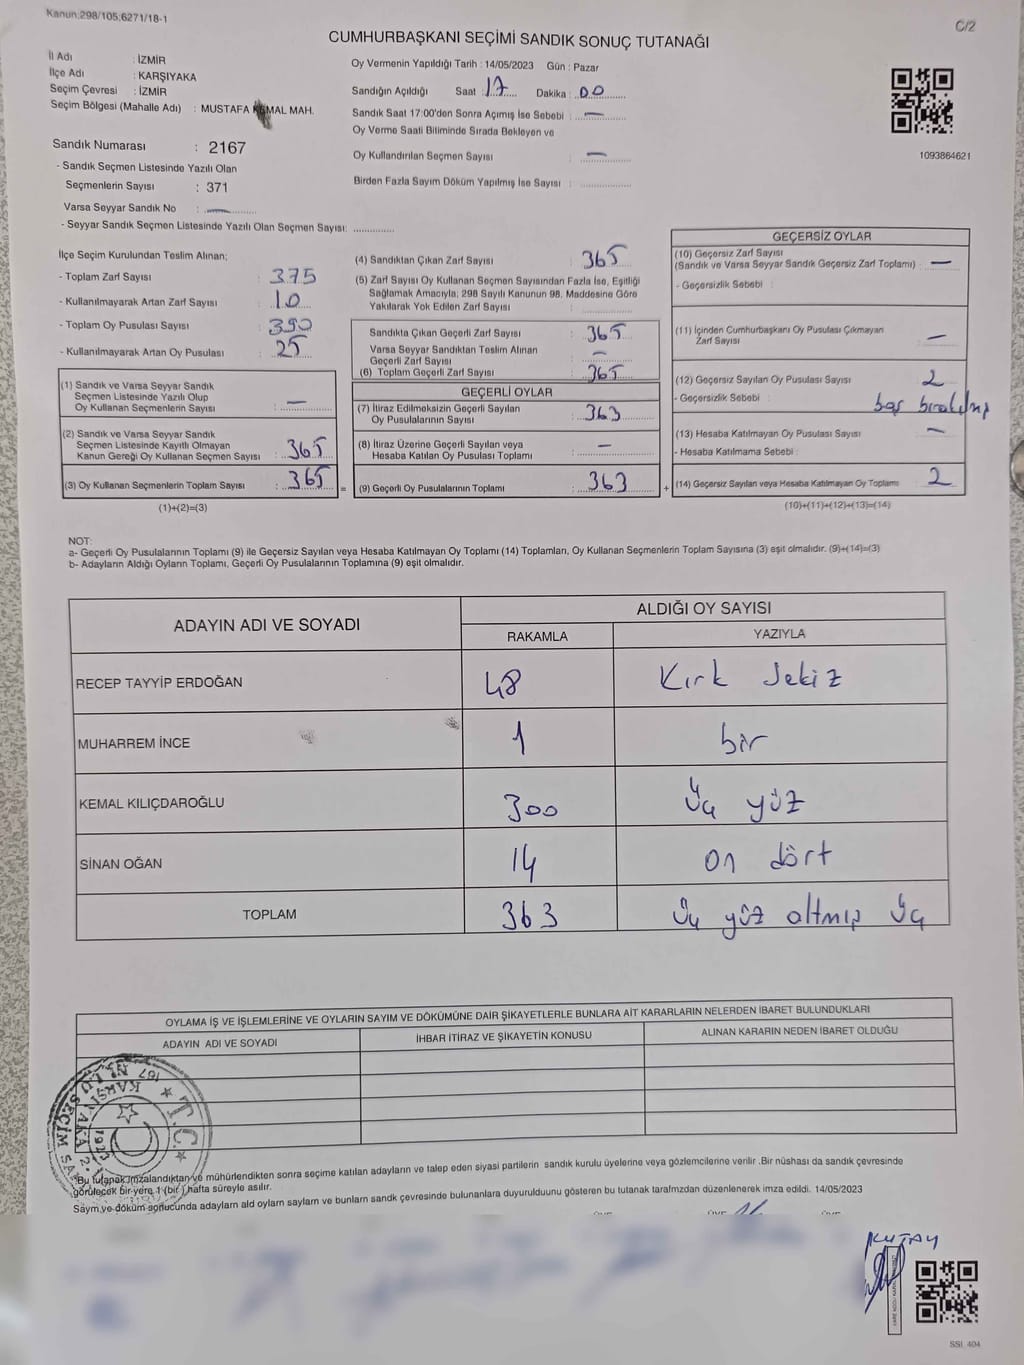 Kanun:298/105;6271/18-1
C/2
CUMHURBAŞKANI SEÇİMİ SANDIK SONUÇ TUTANAĞI
İl Adı : İZMİR
İlçe Adı : KARŞIYAKA
Seçim Çevresi : İZMİR
Seçim Bölgesi (Mahalle Adı) : MUSTAFA KEMAL MAH.
Sandık Numarası : 2167
- Sandık Seçmen Listesinde Yazılı Olan
Seçmenlerin Sayısı : 371
Varsa Seyyar Sandık No : —
- Seyyar Sandık Seçmen Listesinde Yazılı Olan Seçmen Sayısı: ..............
Oy Vermenin Yapıldığı Tarih : 14/05/2023 Gün : Pazar
Sandığın Açıldığı Saat : 17 Dakika : 00
Sandık Saat 17:00'den Sonra Açımış İse Sebebi : —
Oy Verme Saati Bitiminde Sırada Bekleyen ve
Oy Kullandırılan Seçmen Sayısı : —
Birden Fazla Sayım Döküm Yapılmış İse Sayısı : ..............
1093864621
İlçe Seçim Kurulundan Teslim Alınan;
- Toplam Zarf Sayısı : 375
- Kullanılmayarak Artan Zarf Sayısı : 10
- Toplam Oy Pusulası Sayısı : 390
- Kullanılmayarak Artan Oy Pusulası : 25
(1) Sandık ve Varsa Seyyar Sandık
Seçmen Listesinde Yazılı Olup
Oy Kullanan Seçmenlerin Sayısı : —
(2) Sandık ve Varsa Seyyar Sandık
Seçmen Listesinde Kayıtlı Olmayan
Kanun Gereği Oy Kullanan Seçmen Sayısı : 365
(3) Oy Kullanan Seçmenlerin Toplam Sayısı : 365 =
(1)+(2)=(3)
(4) Sandıktan Çıkan Zarf Sayısı : 365
(5) Zarf Sayısı Oy Kullanan Seçmen Sayısından Fazla İse, Eşitliği
Sağlamak Amacıyla; 298 Sayılı Kanunun 98. Maddesine Göre
Yakılarak Yok Edilen Zarf Sayısı : ..............
Sandıkta Çıkan Geçerli Zarf Sayısı : 365
Varsa Seyyar Sandıktan Teslim Alınan
Geçerli Zarf Sayısı : —
(6) Toplam Geçerli Zarf Sayısı : 365
GEÇERLİ OYLAR
(7) İtiraz Edilmeksizin Geçerli Sayılan
Oy Pusulalarının Sayısı : 363
(8) İtiraz Üzerine Geçerli Sayılan veya
Hesaba Katılan Oy Pusulası Toplamı : —
(9) Geçerli Oy Pusulalarının Toplamı : 363 +
GEÇERSİZ OYLAR
(10) Geçersiz Zarf Sayısı
(Sandık ve Varsa Seyyar Sandık Geçersiz Zarf Toplamı) : —
- Geçersizlik Sebebi :
(11) İçinden Cumhurbaşkanı Oy Pusulası Çıkmayan
Zarf Sayısı : —
(12) Geçersiz Sayılan Oy Pusulası Sayısı : 2
- Geçersizlik Sebebi : boş bırakılmış
(13) Hesaba Katılmayan Oy Pusulası Sayısı : —
- Hesaba Katılmama Sebebi :
(14) Geçersiz Sayılan veya Hesaba Katılmayan Oy Toplamı : 2
(10)+(11)+(12)+(13)=(14)
NOT:
a- Geçerli Oy Pusulalarının Toplamı (9) ile Geçersiz Sayılan veya Hesaba Katılmayan Oy Toplamı (14) Toplamları, Oy Kullanan Seçmenlerin Toplam Sayısına (3) eşit olmalıdır. (9)+(14)=(3)
b- Adayların Aldığı Oyların Toplamı, Geçerli Oy Pusulalarının Toplamına (9) eşit olmalıdır.
ADAYIN ADI VE SOYADI
ALDIĞI OY SAYISI
RAKAMLA YAZIYLA
RECEP TAYYİP ERDOĞAN 48 Kırk sekiz
MUHARREM İNCE 1 bir
KEMAL KILIÇDAROĞLU 300 Üç yüz
SİNAN OĞAN 14 on dört
TOPLAM 363 Üç yüz altmış üç
OYLAMA İŞ VE İŞLEMLERİNE VE OYLARIN SAYIM VE DÖKÜMÜNE DAİR ŞİKAYETLERLE BUNLARA AİT KARARLARIN NELERDEN İBARET BULUNDUKLARI
ADAYIN ADI VE SOYADI İHBAR İTİRAZ VE ŞİKAYETİN KONUSU ALINAN KARARIN NEDEN İBARET OLDUĞU
T.C. KARŞIYAKA
*Bu tutanak imzalandıktan ve mühürlendikten sonra seçime katılan adayların ve talep eden siyasi partilerin sandık kurulu üyelerine veya gözlemcilerine verilir .Bir nüshası da sandık çevresinde
görülecek bir yere 1 (bir ) hafta süreyle asılır.
Sayım ve döküm sonucunda adayları ald oyların sayları ve bunların sandk çevresinde bulunanlara duyurulduunu gösteren bu tutanak tarafmzdan düzenlenerek imza edildi. 14/05/2023
KUTAY
SSI. 404